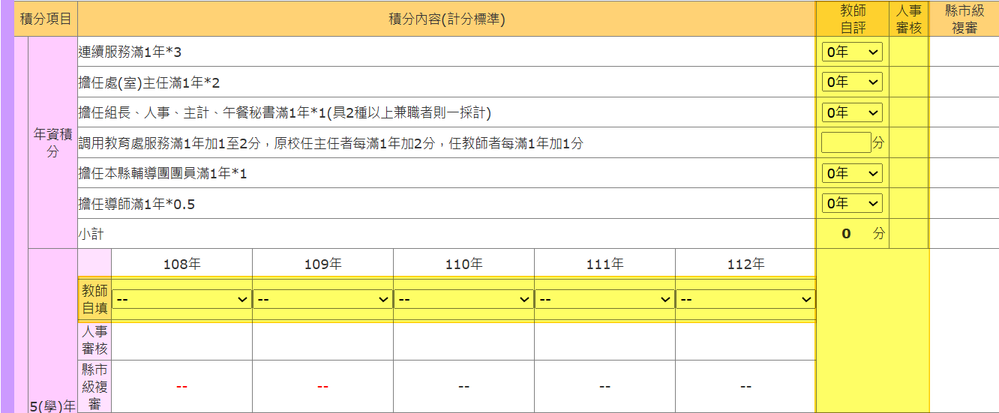 積分項目
積分內容(計分標準)
教師
自評
人事
審核
縣市級
複審
年資積
分
連續服務滿1年*3
0年
擔任處(室)主任滿1年*2
0年
擔任組長、人事、主計、午餐秘書滿1年*1(具2種以上兼職者則一採計)
0年
調用教育處服務滿1年加1至2分，原校任主任者每滿1年加2分，任教師者每滿1年加1分
分
擔任本縣輔導團團員滿1年*1
0年
擔任導師滿1年*0.5
0年
小計
0 分
5(學)年
108年 109年 110年 111年 112年
教師
自填
-- -- -- -- --
人事
審核
縣市
級複
審
-- -- -- -- --